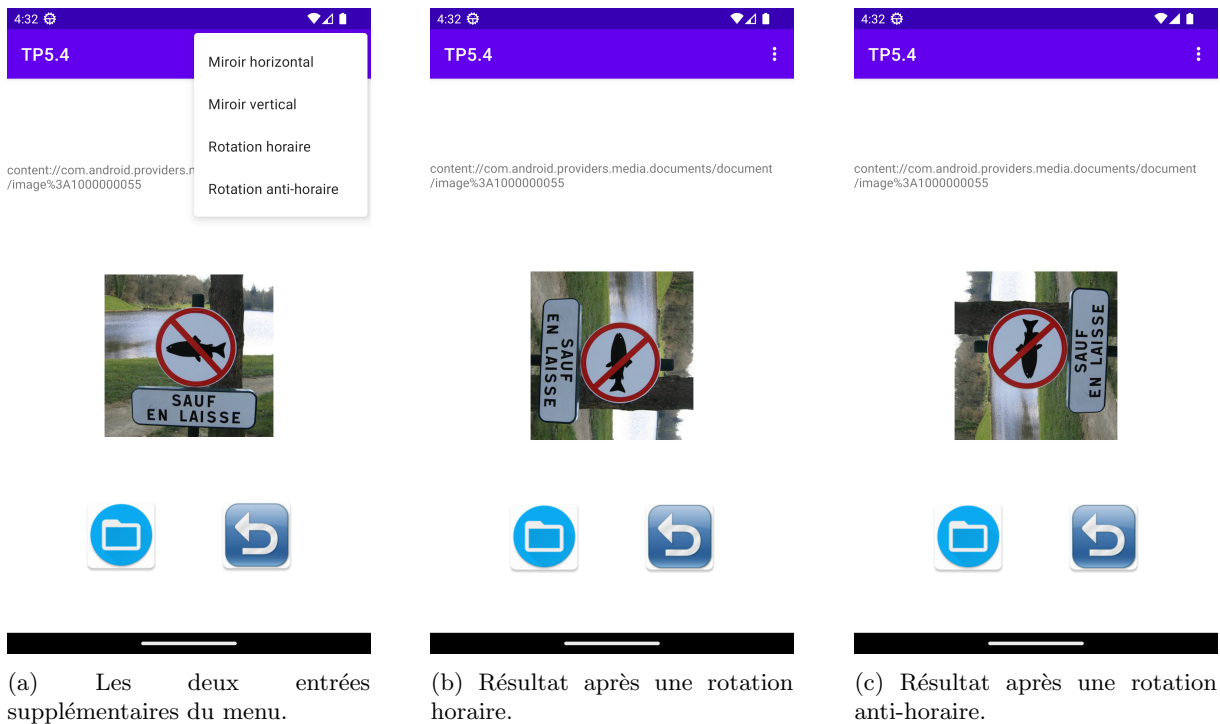 4:32
TP5.4
Miroir horizontal
Miroir vertical
Rotation horaire
Rotation anti-horaire
content://com.android.providers.m
/image%3A1000000055
SAUF
EN LAISSE
(a) Les deux entrées
supplémentaires du menu.
4:32
TP5.4
content://com.android.providers.media.documents/document
/image%3A1000000055
SAUF
EN LAISSE
(b) Résultat après une rotation
horaire.
4:32
TP5.4
content://com.android.providers.media.documents/document
/image%3A1000000055
SAUF
EN LAISSE
(c) Résultat après une rotation
anti-horaire.